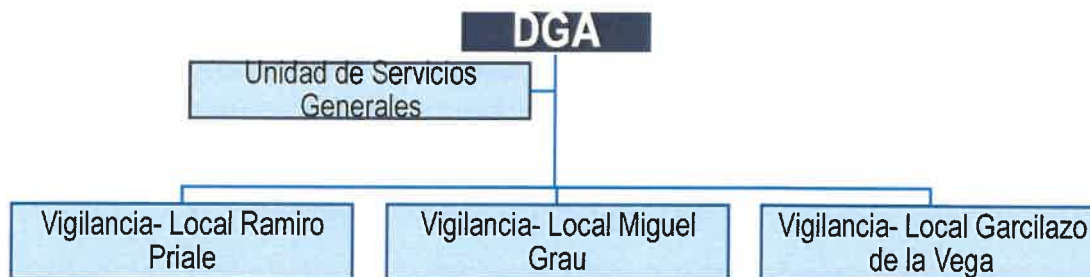 DGA
Unidad de Servicios
Generales
Vigilancia- Local Ramiro
Priale
Vigilancia- Local Miguel
Grau
Vigilancia- Local Garcilazo
de la Vega